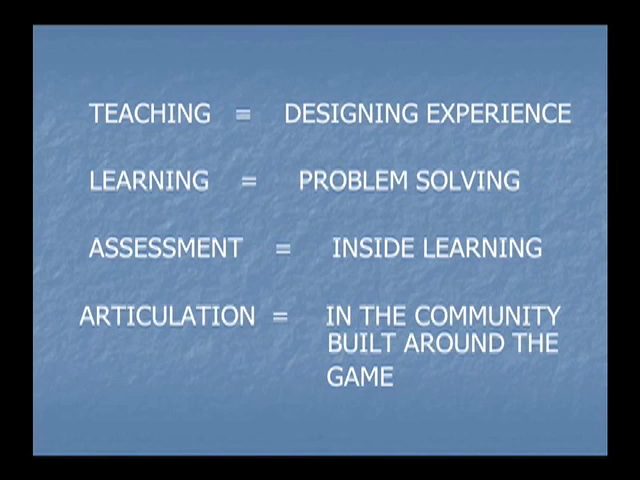 TEACHING = DESIGNING EXPERIENCE
LEARNING = PROBLEM SOLVING
ASSESSMENT = INSIDE LEARNING
ARTICULATION = IN THE COMMUNITY
BUILT AROUND THE
GAME